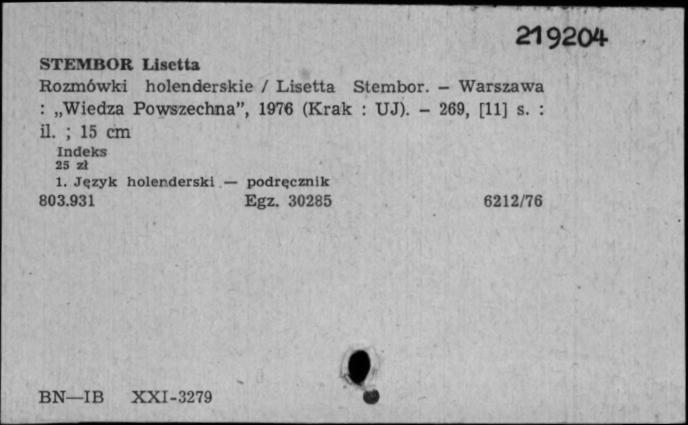 219204
STEMBOR Lisetta
Rozmówki holenderskie / Lisetta Stembor. — Warszawa
: „Wiedza Powszechna”, 1976 (Krak : UJ). — 269, [11] s. :
il. ; 15 cm
Indeks
25 zł
1. Język holenderski — podręcznik
803.931 Egz. 30285 6212/76
BN—IB XXI-3279